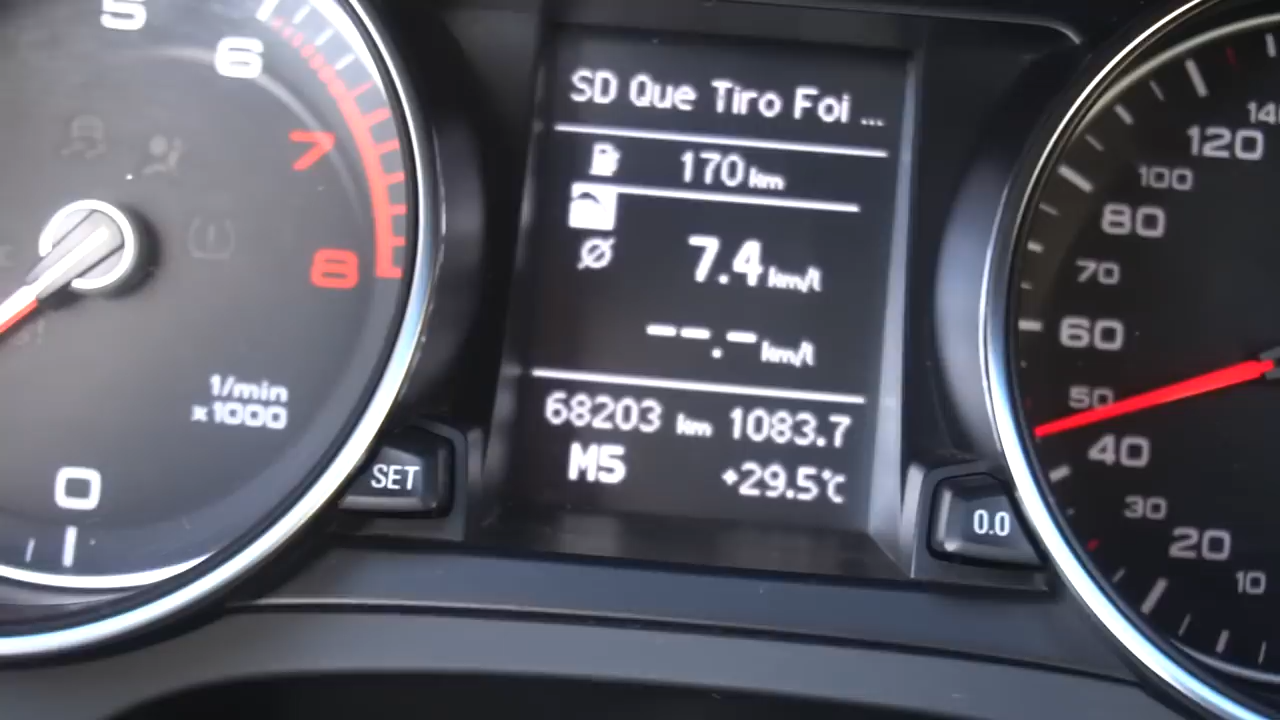 5
6
7
8
1/min
x1000
0
SET
SD Que Tiro Foi ...
170 km
Ø 7.4 km/l
--.- km/l
68203 km 1083.7
M5 +29.5°C
0.0
120
100
80
70
60
50
40
30
20
10